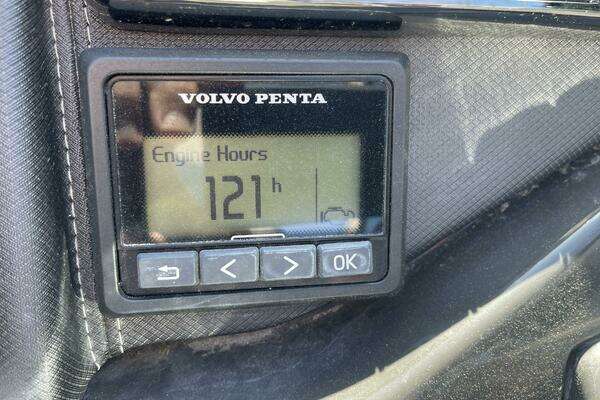 VOLVO PENTA
Engine Hours
121 h
< > OK